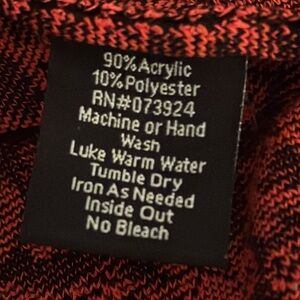 90%Acrylic
10%Polyester
RN#073924
Machine or Hand
Wash
Luke Warm Water
Tumble Dry
Iron As Needed
Inside Out
No Bleach